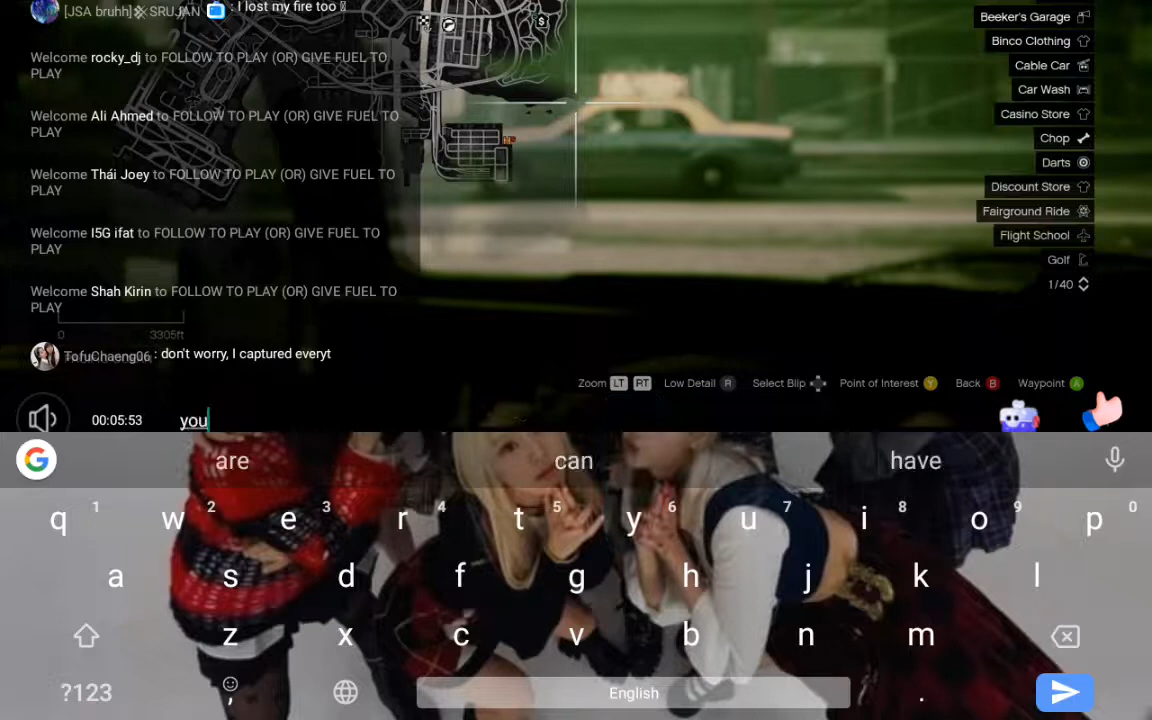 [JSA bruhh] SRUJAN : I lost my fire too
Welcome rocky_dj to FOLLOW TO PLAY (OR) GIVE FUEL TO
PLAY
Welcome Ali Ahmed to FOLLOW TO PLAY (OR) GIVE FUEL TO
PLAY
Welcome Thái Joey to FOLLOW TO PLAY (OR) GIVE FUEL TO
PLAY
Welcome I5G ifat to FOLLOW TO PLAY (OR) GIVE FUEL TO
PLAY
Welcome Shah Kirin to FOLLOW TO PLAY (OR) GIVE FUEL TO
PLAY
0 3305ft
TofuChaeng06 : don't worry, I captured everyt
Beeker's Garage
Binco Clothing
Cable Car
Car Wash
Casino Store
Chop
Darts
Discount Store
Fairground Ride
Flight School
Golf
1/40
Zoom LT RT Low Detail R Select Blip Point of Interest Y Back B Waypoint A
00:05:53 you
are can have
q 1 w 2 e 3 r 4 t 5 y 6 u 7 i 8 o 9 p 0
a s d f g h j k l
z x c v b n m
?123 , English .